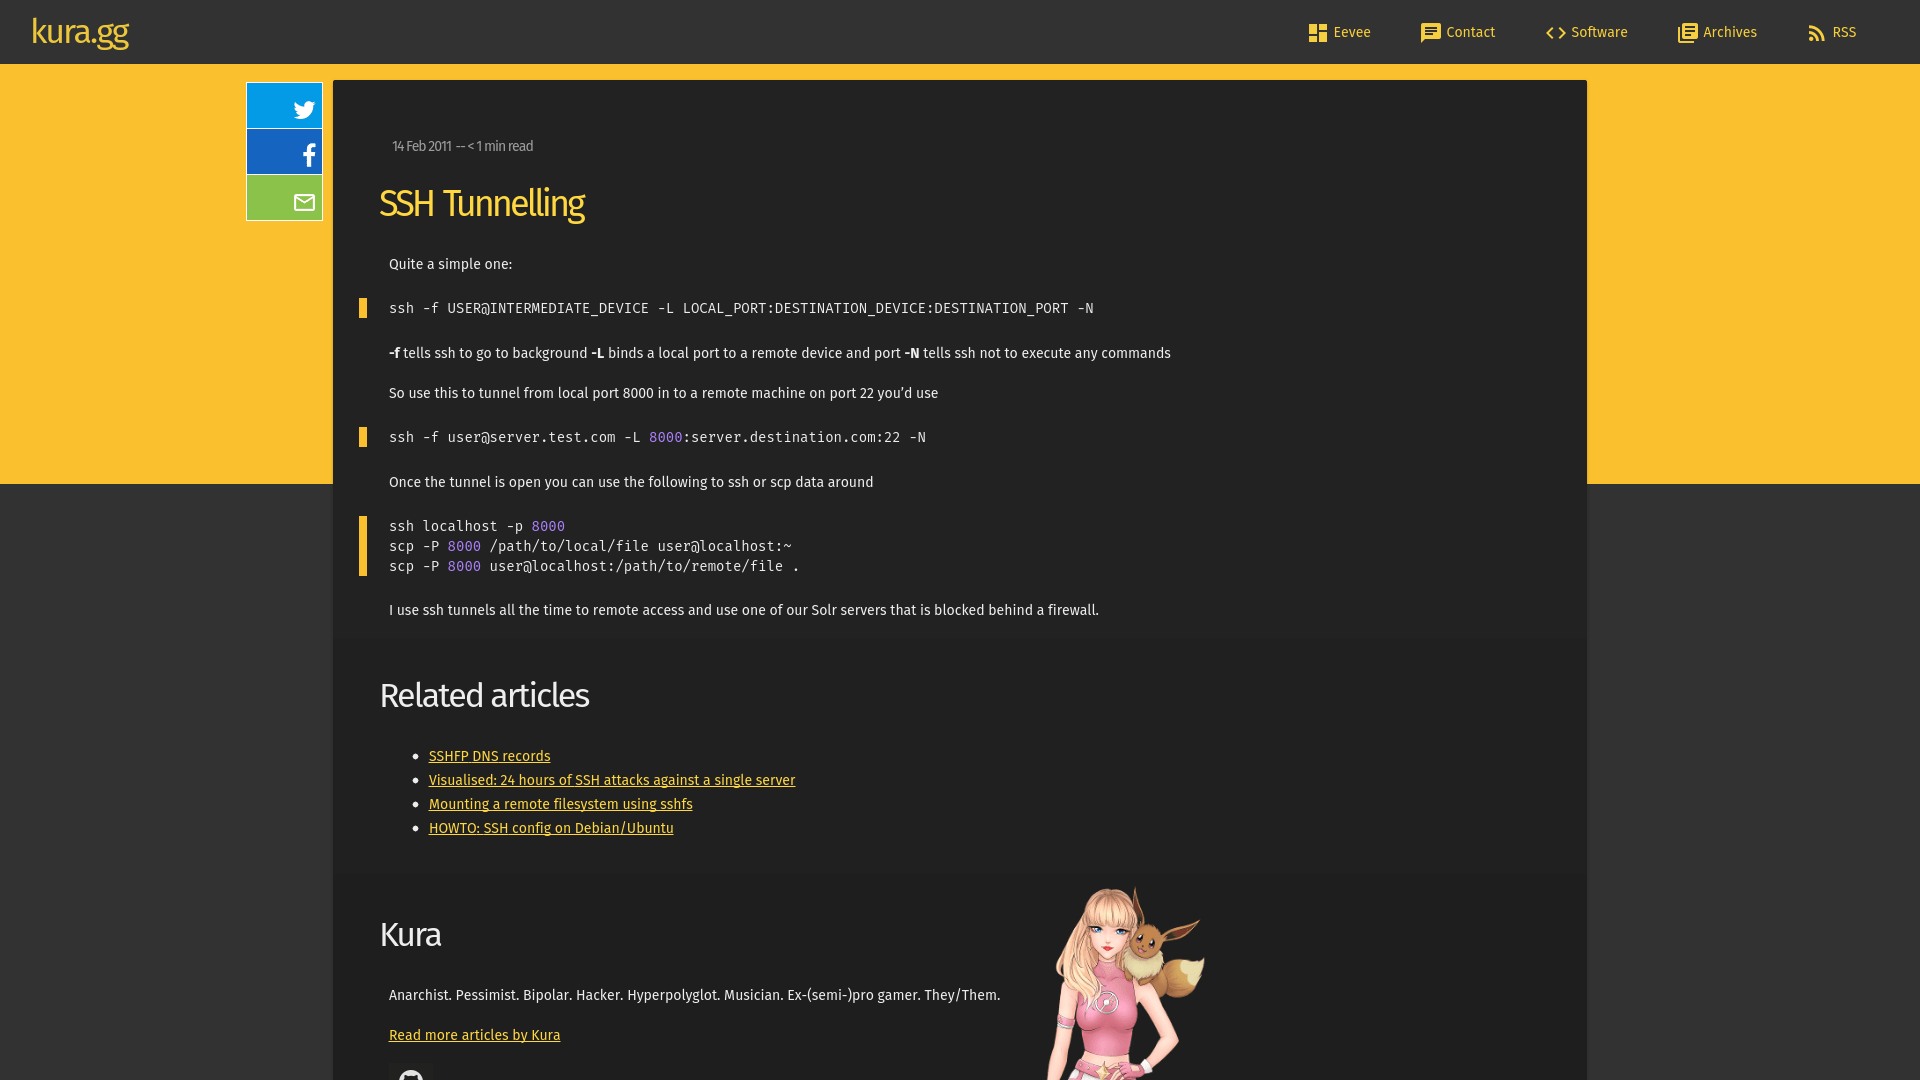 kura.gg
Eevee
Contact
Software
Archives
RSS
14 Feb 2011 -- < 1 min read
SSH Tunnelling
Quite a simple one:
ssh -f USER@INTERMEDIATE_DEVICE -L LOCAL_PORT:DESTINATION_DEVICE:DESTINATION_PORT -N
-f tells ssh to go to background -L binds a local port to a remote device and port -N tells ssh not to execute any commands
So use this to tunnel from local port 8000 in to a remote machine on port 22 you’d use
ssh -f user@server.test.com -L 8000:server.destination.com:22 -N
Once the tunnel is open you can use the following to ssh or scp data around
ssh localhost -p 8000
scp -P 8000 /path/to/local/file user@localhost:~
scp -P 8000 user@localhost:/path/to/remote/file .
I use ssh tunnels all the time to remote access and use one of our Solr servers that is blocked behind a firewall.
Related articles
SSHFP DNS records
Visualised: 24 hours of SSH attacks against a single server
Mounting a remote filesystem using sshfs
HOWTO: SSH config on Debian/Ubuntu
Kura
Anarchist. Pessimist. Bipolar. Hacker. Hyperpolyglot. Musician. Ex-(semi-)pro gamer. They/Them.
Read more articles by Kura